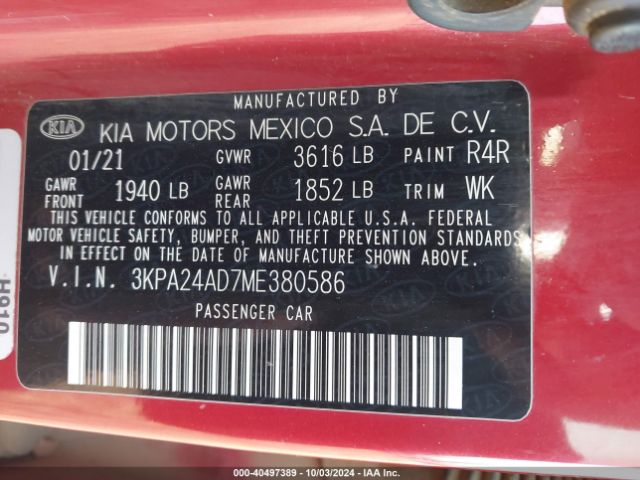 MANUFACTURED BY
KIA KIA MOTORS MEXICO S.A. DE C.V.
01/21 GVWR 3616 LB PAINT R4R
GAWR FRONT 1940 LB GAWR REAR 1852 LB TRIM WK
THIS VEHICLE CONFORMS TO ALL APPLICABLE U.S.A. FEDERAL
MOTOR VEHICLE SAFETY, BUMPER, AND THEFT PREVENTION STANDARDS
IN EFFECT ON THE DATE OF MANUFACTURE SHOWN ABOVE.
V.I.N. 3KPA24AD7ME380586
PASSENGER CAR
H910
000-40497389 - 10/03/2024 - IAA Inc.